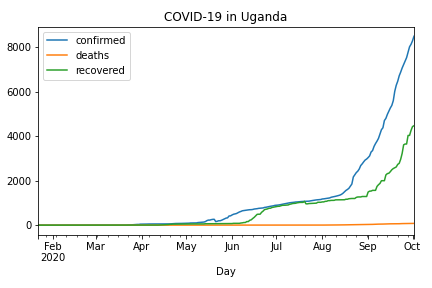 COVID-19 in Uganda
confirmed
deaths
recovered
8000
6000
4000
2000
0
Feb Mar Apr May Jun Jul Aug Sep Oct
2020
Day